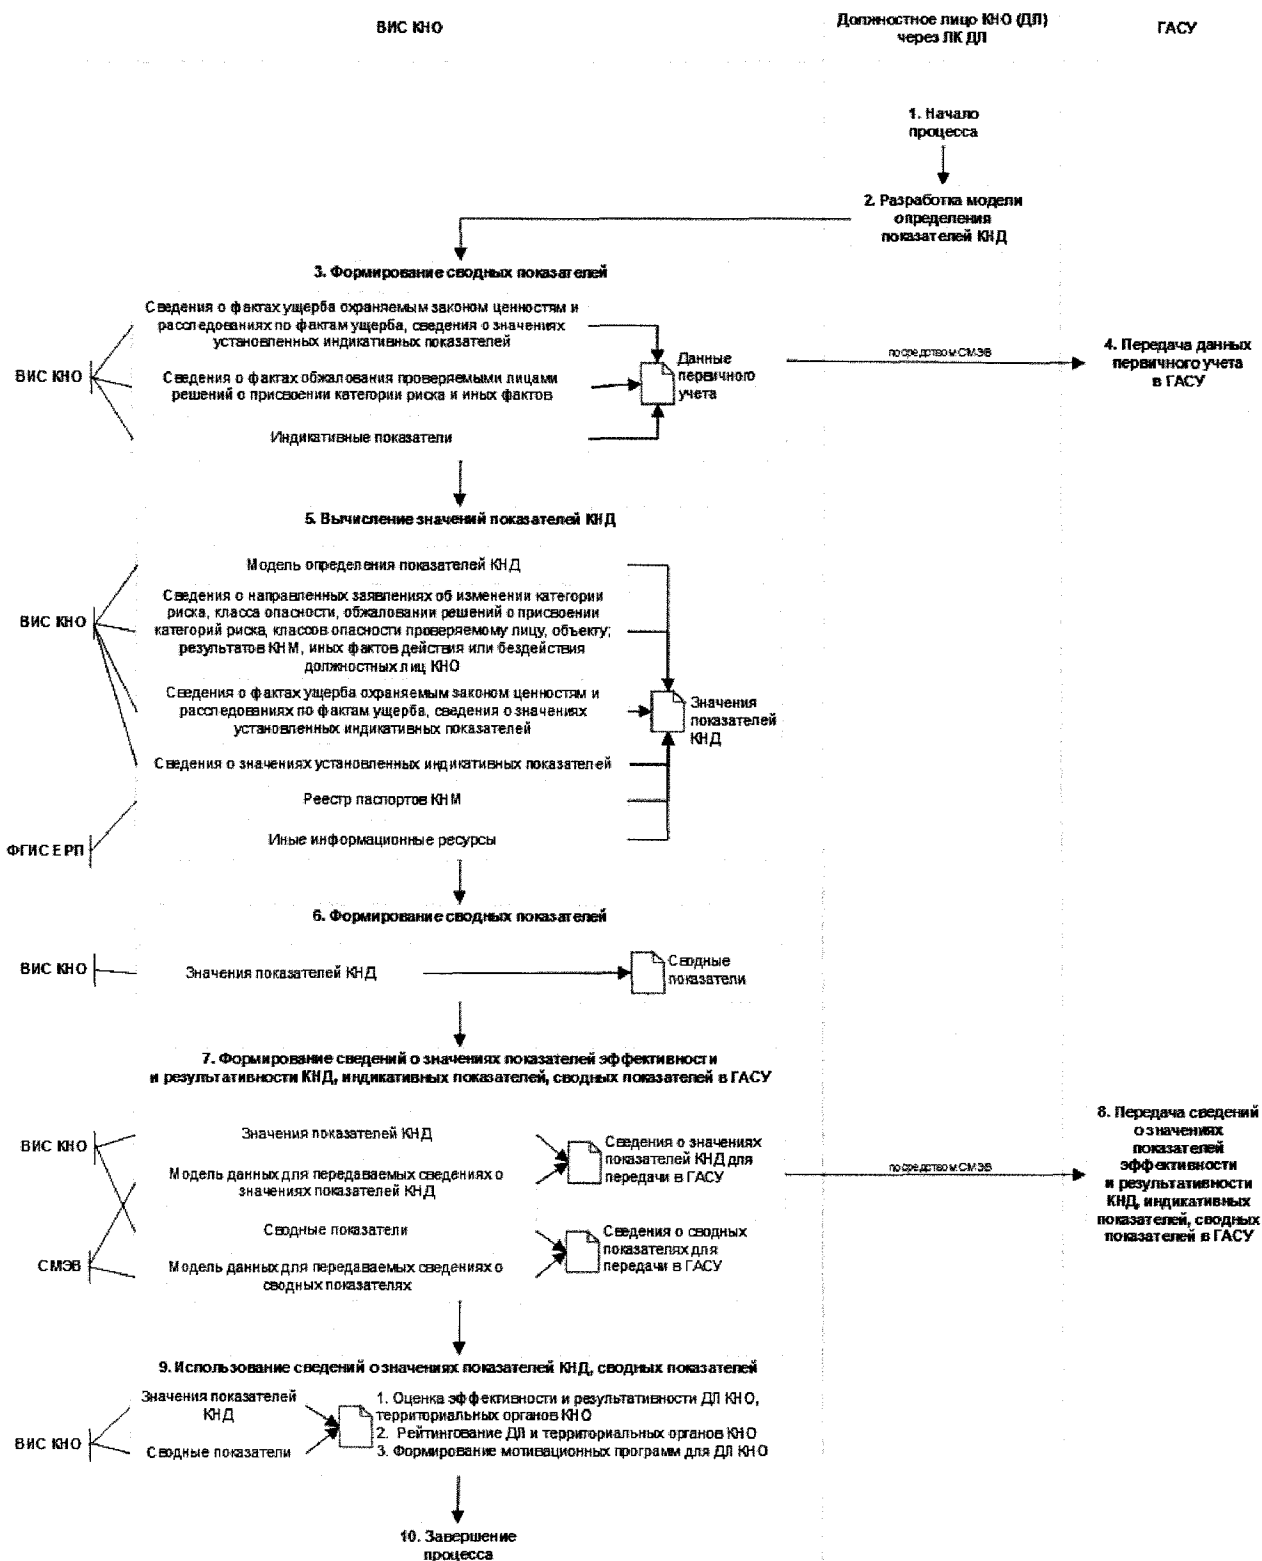 ВИС КНО
Должностное лицо КНО (ДЛ)
через ЛК ДЛ
ГАСУ
1. Начало
процесса
2. Разработка модели
определения
показателей КНД
3. Формирование сводных показателей
Сведения о фактах ущерба охраняемым законом ценностям и
расследованиях по фактам ущерба, сведения о значениях
установленных индикативных показателей
ВИС КНО
Сведения о фактах обжалования проверяемыми лицами
решений о присвоении категории риска и иных фактов
Индикативные показатели
Данные
первичного
учета
посредством СМЭВ
4. Передача данных
первичного учета
в ГАСУ
5. Вычисление значений показателей КНД
Модель определения показателей КНД
ВИС КНО
Сведения о направленных заявлениях об изменении категории
риска, класса опасности, обжаловании решений о присвоении
категорий риска, классов опасности проверяемому лицу, объекту;
результатов КНМ, иных фактов действия или бездействия
должностных лиц КНО
Сведения о фактах ущерба охраняемым законом ценностям и
расследованиях по фактам ущерба, сведения о значениях
установленных индикативных показателей
Значения
показателей
КНД
Сведения о значениях установленных индикативных показателей
Реестр паспортов КНМ
Иные информационные ресурсы
ФГИС ЕРП
6. Формирование сводных показателей
ВИС КНО
Значения показателей КНД
Сводные
показатели
7. Формирование сведений о значениях показателей эффективности
и результативности КНД, индикативных показателей, сводных показателей в ГАСУ
ВИС КНО
Значения показателей КНД
Модель данных для передаваемых сведениях о
значениях показателей КНД
Сведения о значениях
показателей КНД для
передачи в ГАСУ
посредством СМЭВ
8. Передача сведений
о значениях
показателей
эффективности
и результативности
КНД, индикативных
показателей, сводных
показателей в ГАСУ
Сводные показатели
СМЭВ
Модель данных для передаваемых сведениях о
сводных показателях
Сведения о сводных
показателях для
передачи в ГАСУ
9. Использование сведений о значениях показателей КНД, сводных показателей
Значения показателей
КНД
ВИС КНО
Сводные показатели
1. Оценка эффективности и результативности ДЛ КНО,
территориальных органов КНО
2. Рейтингование ДЛ и территориальных органов КНО
3. Формирование мотивационных программ для ДЛ КНО
10. Завершение
процесса